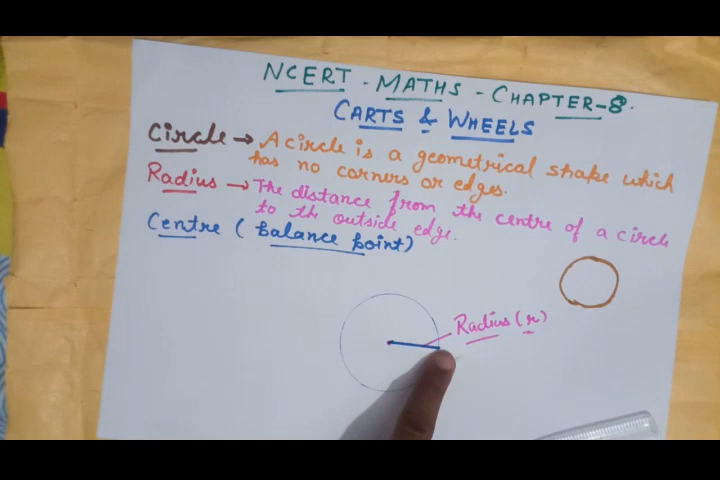 NCERT - MATHS - CHAPTER-8.
CARTS & WHEELS
Circle → A circle is a geometrical shape which
has no corners or edges.
Radius → The distance from the centre of a circle
to the outside edge.
Centre (balance point)
Radius (r)